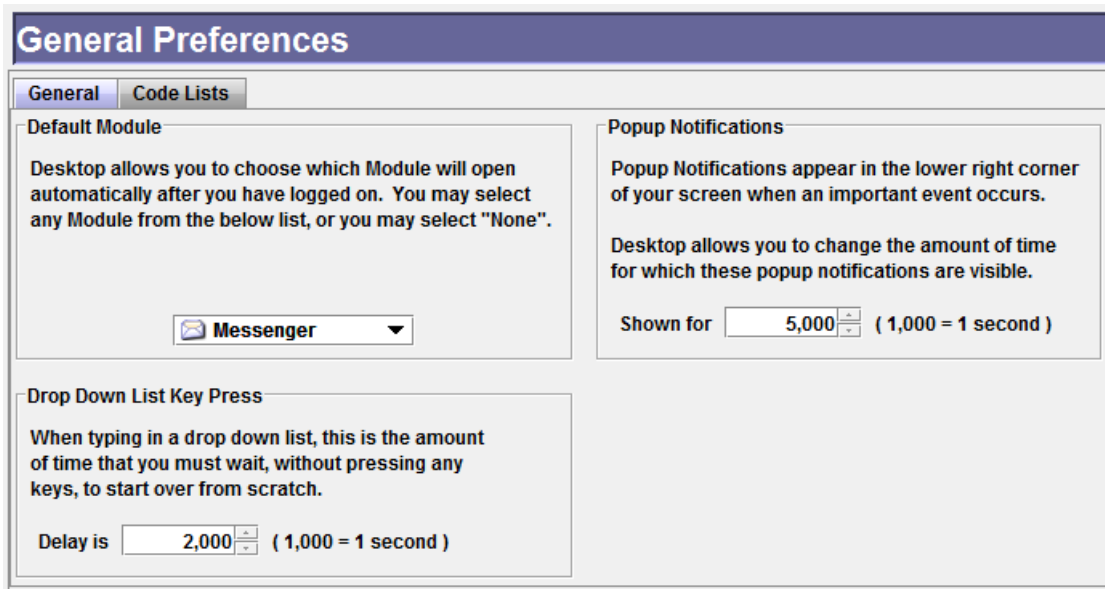 General Preferences
General
Code Lists
Default Module
Desktop allows you to choose which Module will open
automatically after you have logged on.  You may select
any Module from the below list, or you may select "None".
Messenger
Popup Notifications
Popup Notifications appear in the lower right corner
of your screen when an important event occurs.
Desktop allows you to change the amount of time
for which these popup notifications are visible.
Shown for 5,000 ( 1,000 = 1 second )
Drop Down List Key Press
When typing in a drop down list, this is the amount
of time that you must wait, without pressing any
keys, to start over from scratch.
Delay is 2,000 ( 1,000 = 1 second )